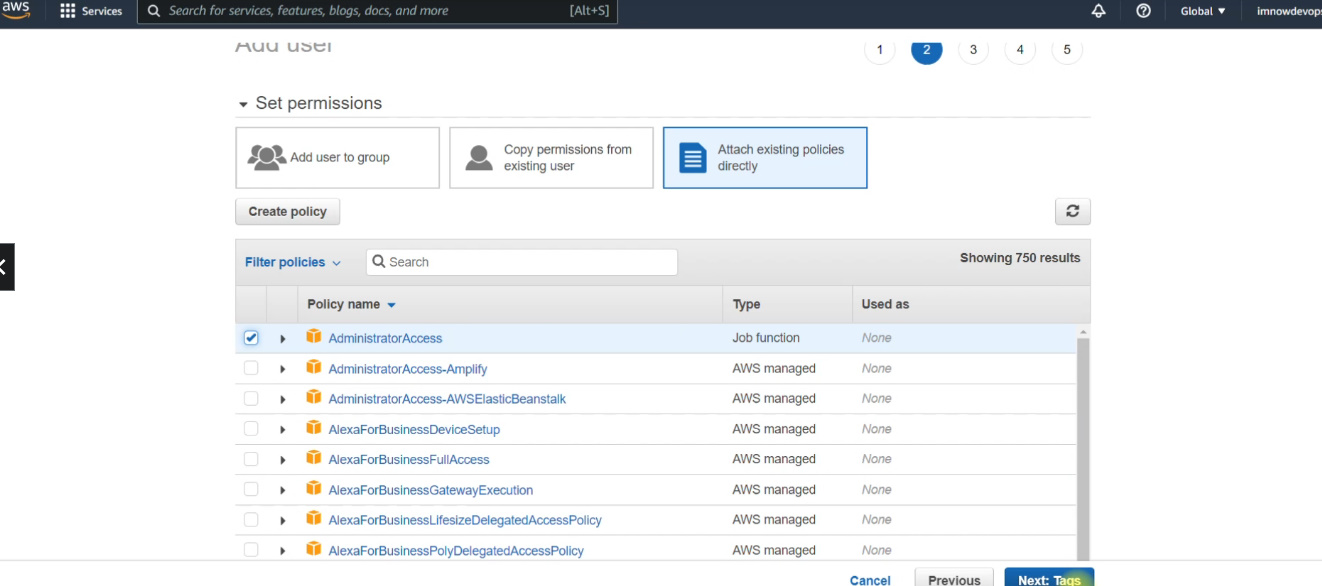 aws
Services
Search for services, features, blogs, docs, and more [Alt+S]
Global
imnowdevops
Add user
1 2 3 4 5
Set permissions
Add user to group
Copy permissions from existing user
Attach existing policies directly
Create policy
Filter policies
Search
Showing 750 results
Policy name Type Used as
AdministratorAccess Job function None
AdministratorAccess-Amplify AWS managed None
AdministratorAccess-AWSElasticBeanstalk AWS managed None
AlexaForBusinessDeviceSetup AWS managed None
AlexaForBusinessFullAccess AWS managed None
AlexaForBusinessGatewayExecution AWS managed None
AlexaForBusinessLifesizeDelegatedAccessPolicy AWS managed None
AlexaForBusinessPolyDelegatedAccessPolicy AWS managed None
Cancel Previous Next: Tags